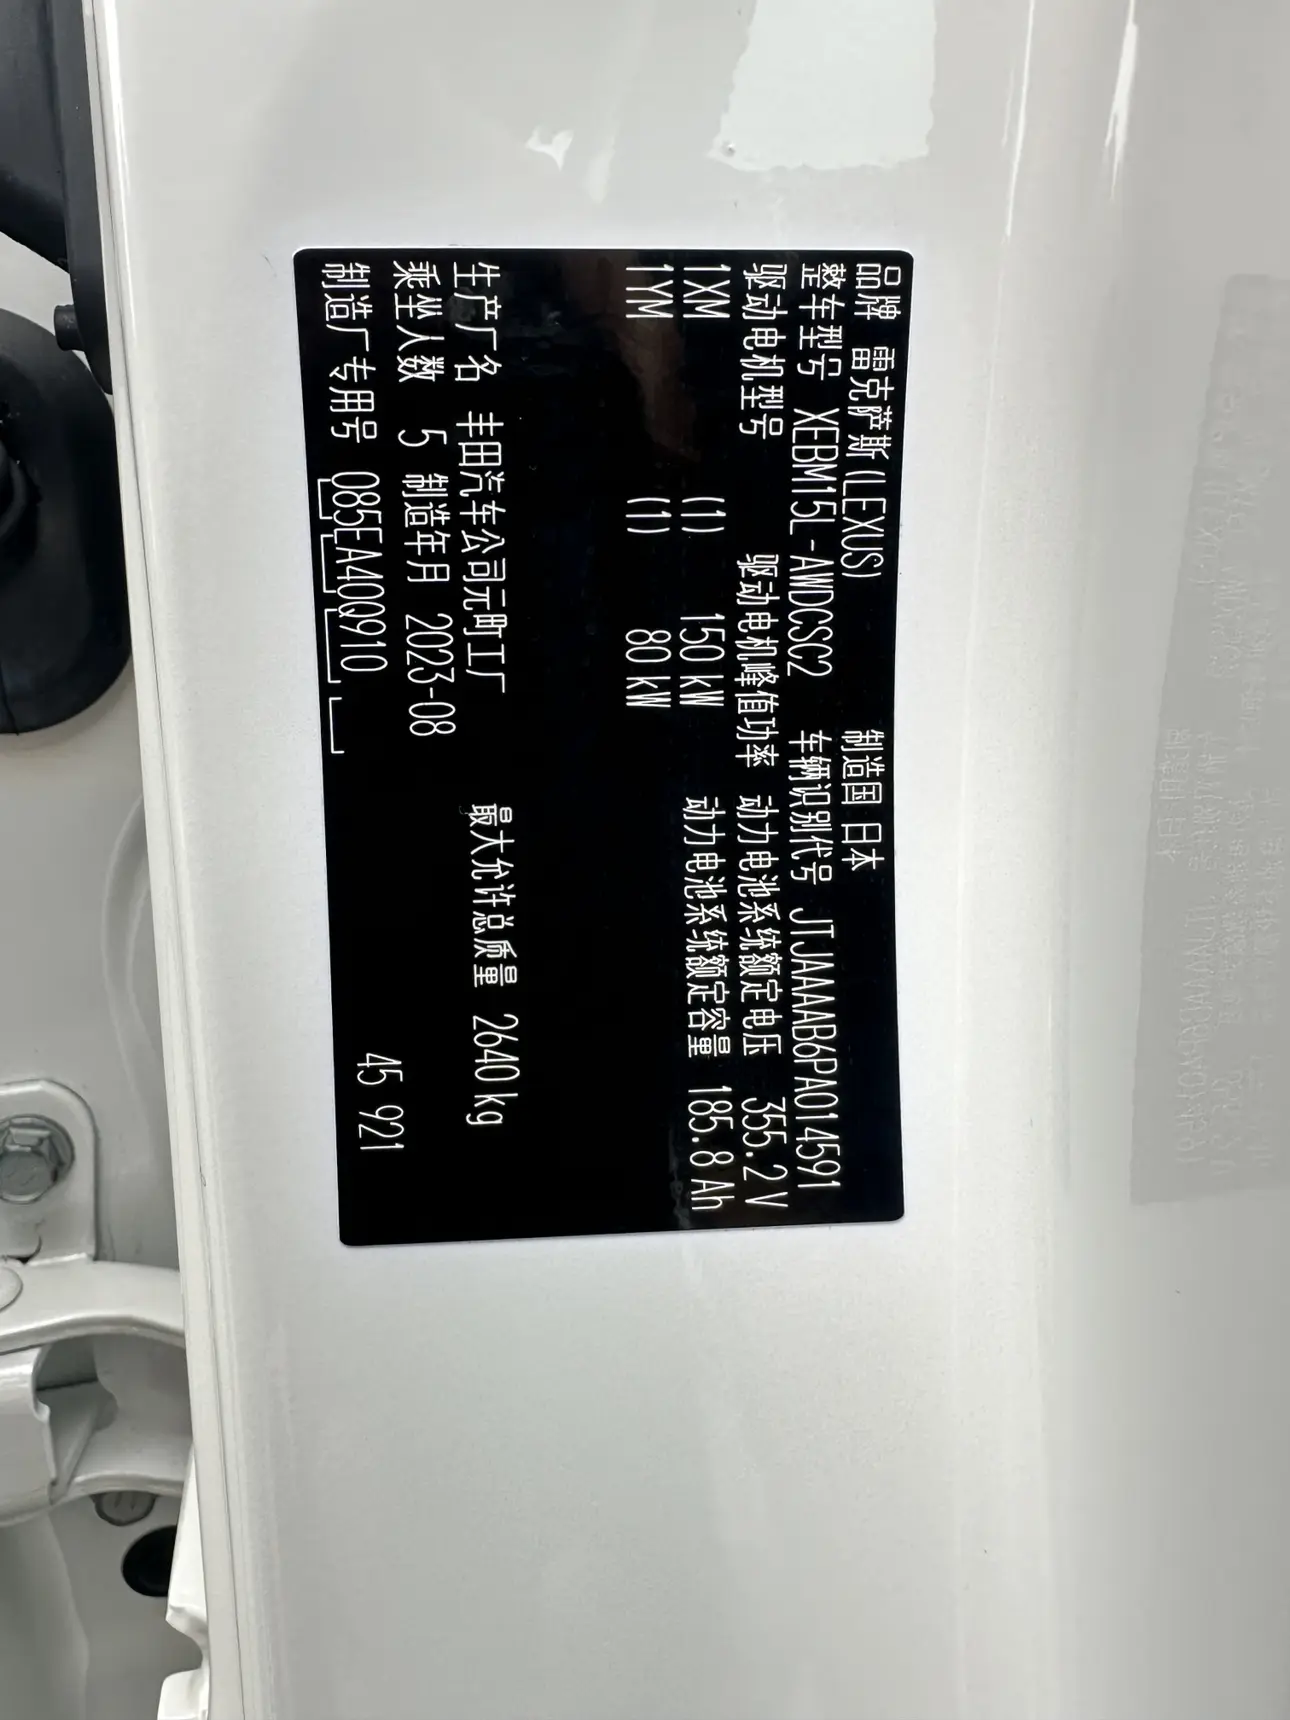 品牌 雷克萨斯(LEXUS) 制造国 日本
整车型号 XEBM15L-AWDCSC2 车辆识别代号 JTJAAAAB6PA014591
驱动电机型号 驱动电机峰值功率 动力电池系统额定电压 355.2 V
1XM (1) 150 kW 动力电池系统额定容量 185.8 Ah
1YM (1) 80 kW
生产厂名 丰田汽车公司元町工厂 最大允许总质量 2640 kg
乘坐人数 5 制造年月 2023-08
制造厂专用号 085EA40Q910 45 921